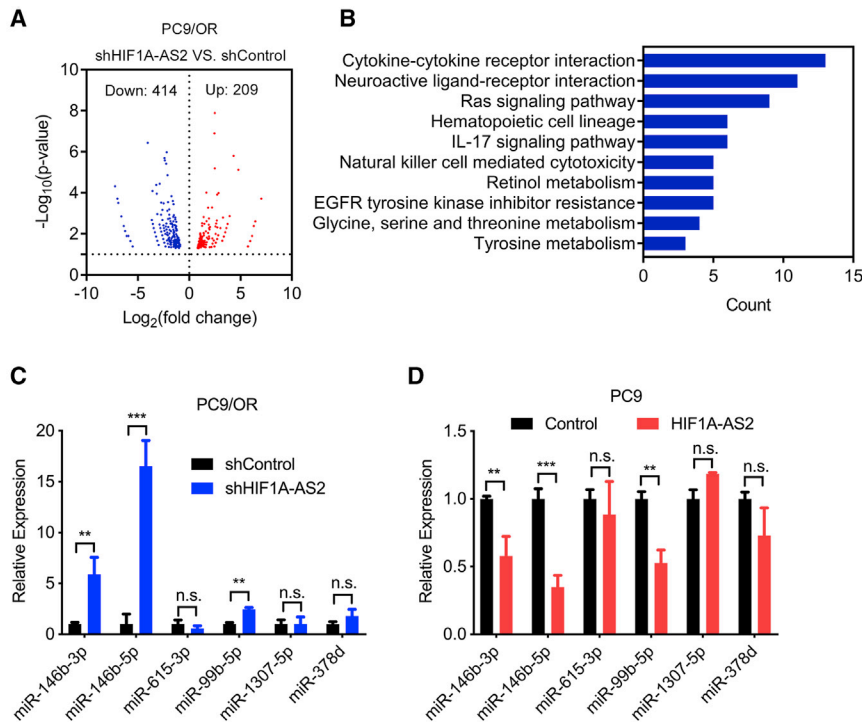 A
PC9/OR
shHIF1A-AS2 VS. shControl
Down: 414
Up: 209
10
8
6
4
2
0
-Log10(p-value)
-10
-5
0
5
10
Log2(fold change)
B
Cytokine-cytokine receptor interaction
Neuroactive ligand-receptor interaction
Ras signaling pathway
Hematopoietic cell lineage
IL-17 signaling pathway
Natural killer cell mediated cytotoxicity
Retinol metabolism
EGFR tyrosine kinase inhibitor resistance
Glycine, serine and threonine metabolism
Tyrosine metabolism
0
5
10
15
Count
C
PC9/OR
20
15
10
5
0
Relative Expression
shControl
shHIF1A-AS2
**
***
n.s.
**
n.s.
n.s.
miR-146b-3p
miR-146b-5p
miR-615-3p
miR-99b-5p
miR-1307-5p
miR-378d
D
PC9
Control
HIF1A-AS2
1.5
1.0
0.5
0.0
Relative Expression
**
***
n.s.
**
n.s.
n.s.
miR-146b-3p
miR-146b-5p
miR-615-3p
miR-99b-5p
miR-1307-5p
miR-378d